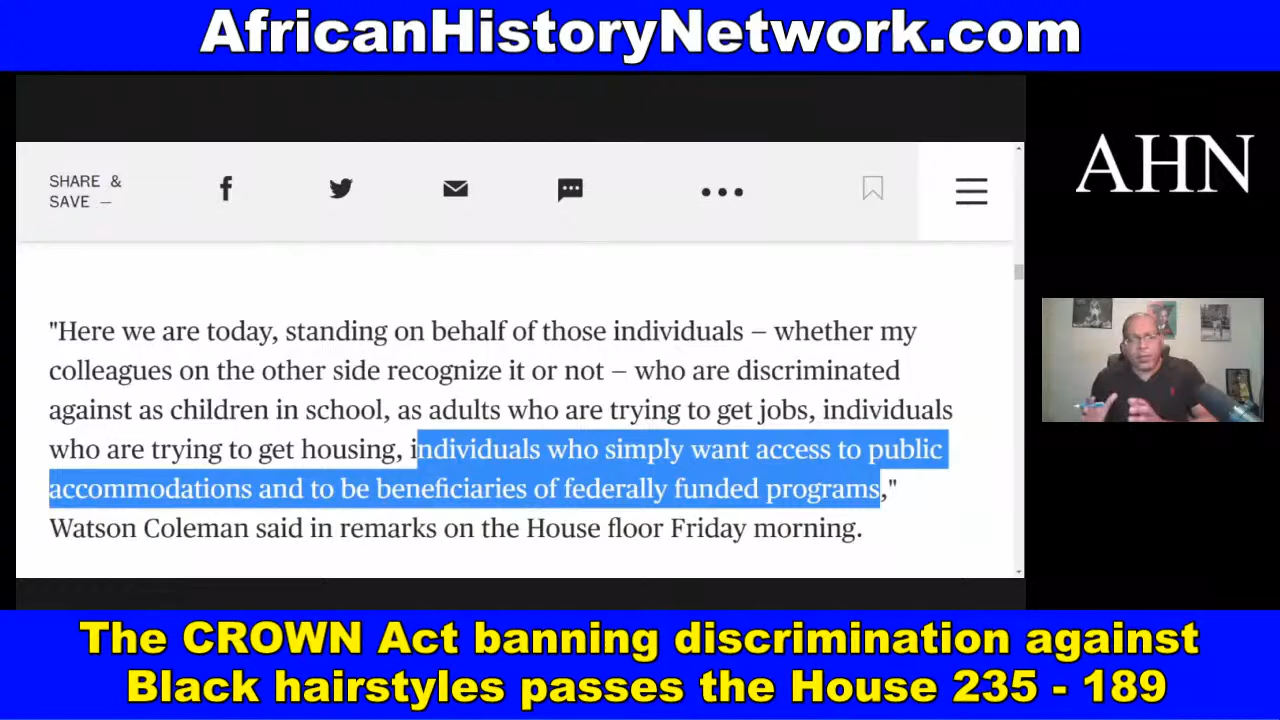 AfricanHistoryNetwork.com
AHN
SHARE &
SAVE —
"Here we are today, standing on behalf of those individuals — whether my
colleagues on the other side recognize it or not — who are discriminated
against as children in school, as adults who are trying to get jobs, individuals
who are trying to get housing, individuals who simply want access to public
accommodations and to be beneficiaries of federally funded programs,"
Watson Coleman said in remarks on the House floor Friday morning.
The CROWN Act banning discrimination against
Black hairstyles passes the House 235 - 189